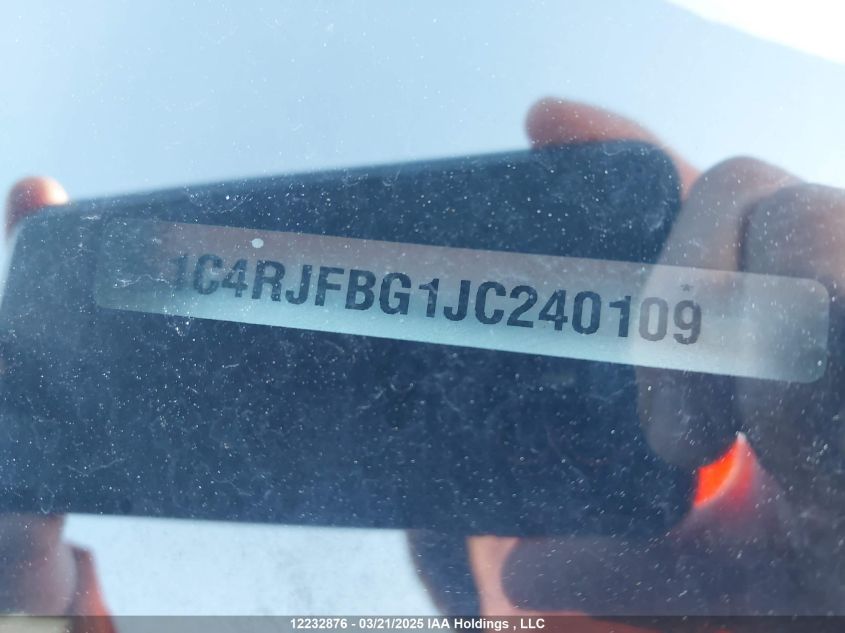 1C4RJFBG1JC240109
12232876 - 03/21/2025 IAA Holdings , LLC